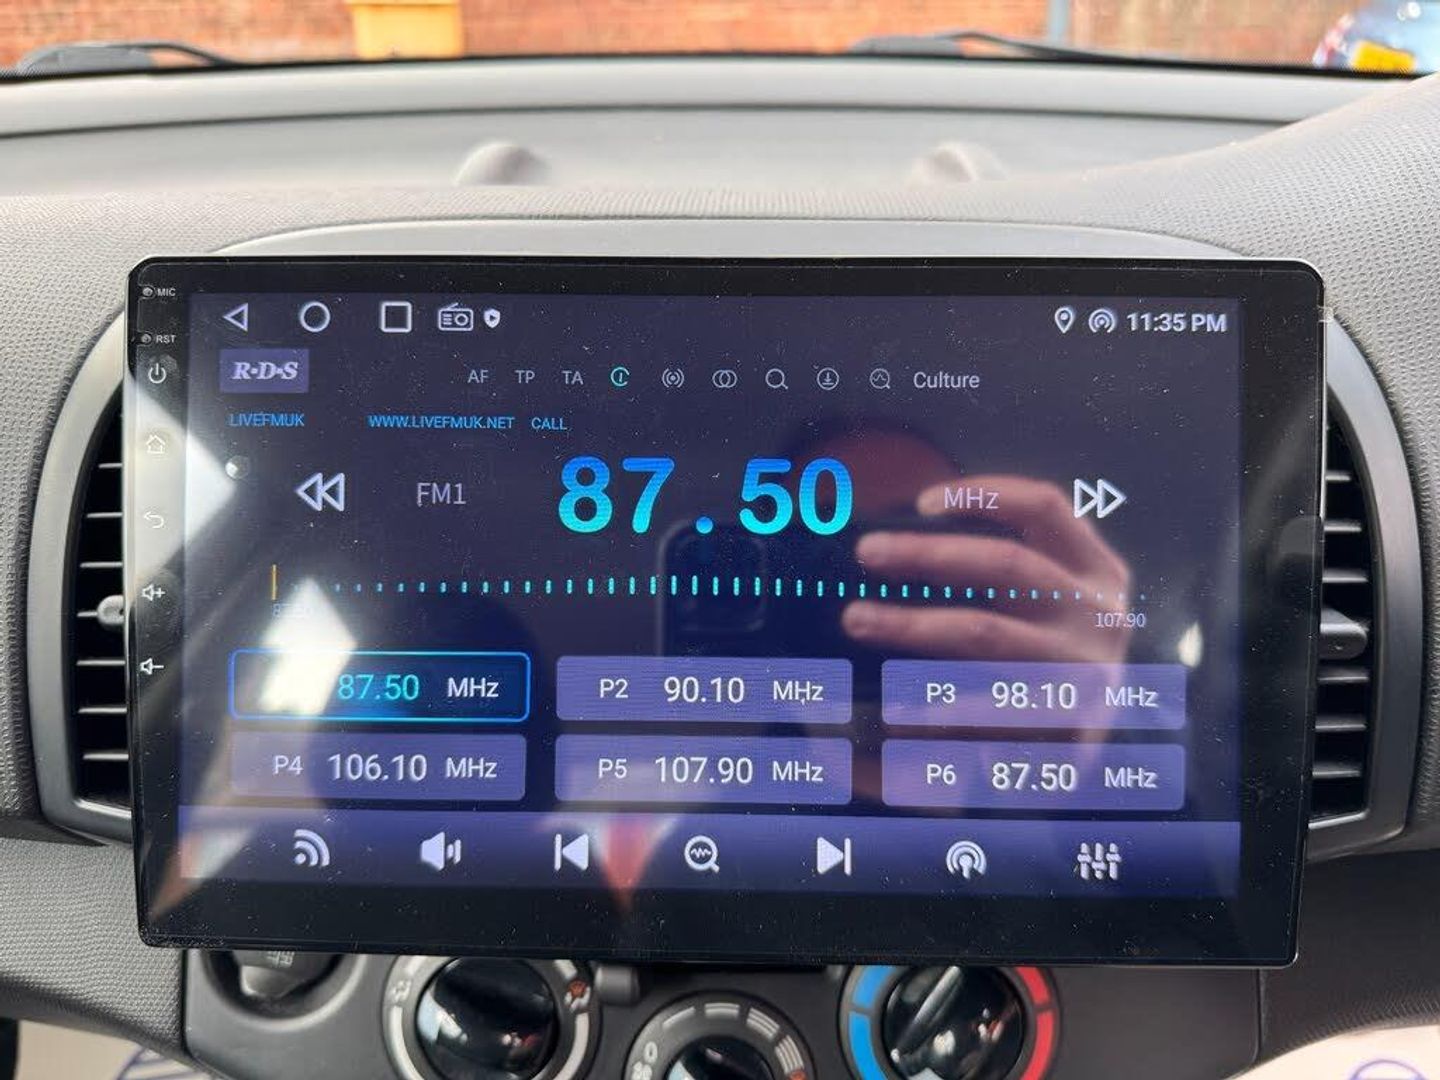 MIC
RST
11:35 PM
R·D·S
AF TP TA Culture
LIVEFMUK WWW.LIVEFMUK.NET CALL
FM1 87.50 MHz
107.90
87.50 MHz P2 90.10 MHz P3 98.10 MHz
P4 106.10 MHz P5 107.90 MHz P6 87.50 MHz